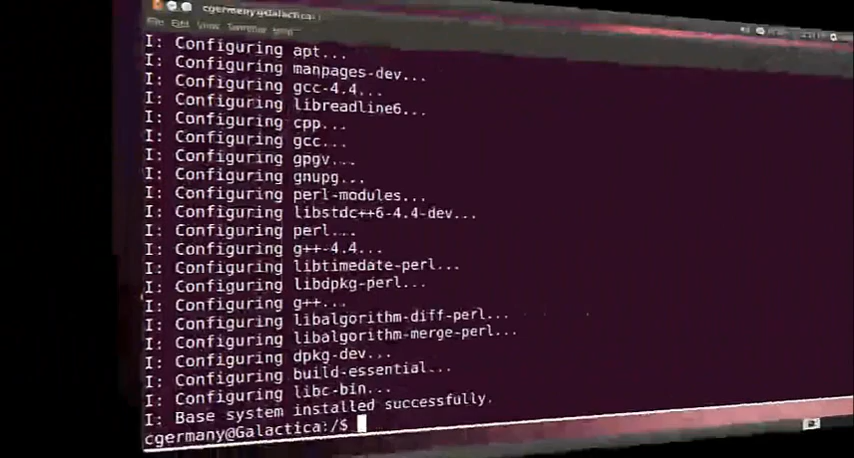 cgermany@galactica:
File Edit View Terminal Help
I: Configuring apt...
I: Configuring manpages-dev...
I: Configuring gcc-4.4...
I: Configuring libreadline6...
I: Configuring cpp...
I: Configuring gcc...
I: Configuring gpgv...
I: Configuring gnupg...
I: Configuring perl-modules...
I: Configuring libstdc++6-4.4-dev...
I: Configuring perl...
I: Configuring g++-4.4...
I: Configuring libtimedate-perl...
I: Configuring libdpkg-perl...
I: Configuring g++...
I: Configuring libalgorithm-diff-perl...
I: Configuring libalgorithm-merge-perl...
I: Configuring dpkg-dev...
I: Configuring build-essential...
I: Configuring libc-bin...
I: Base system installed successfully.
cgermany@Galactica:/$